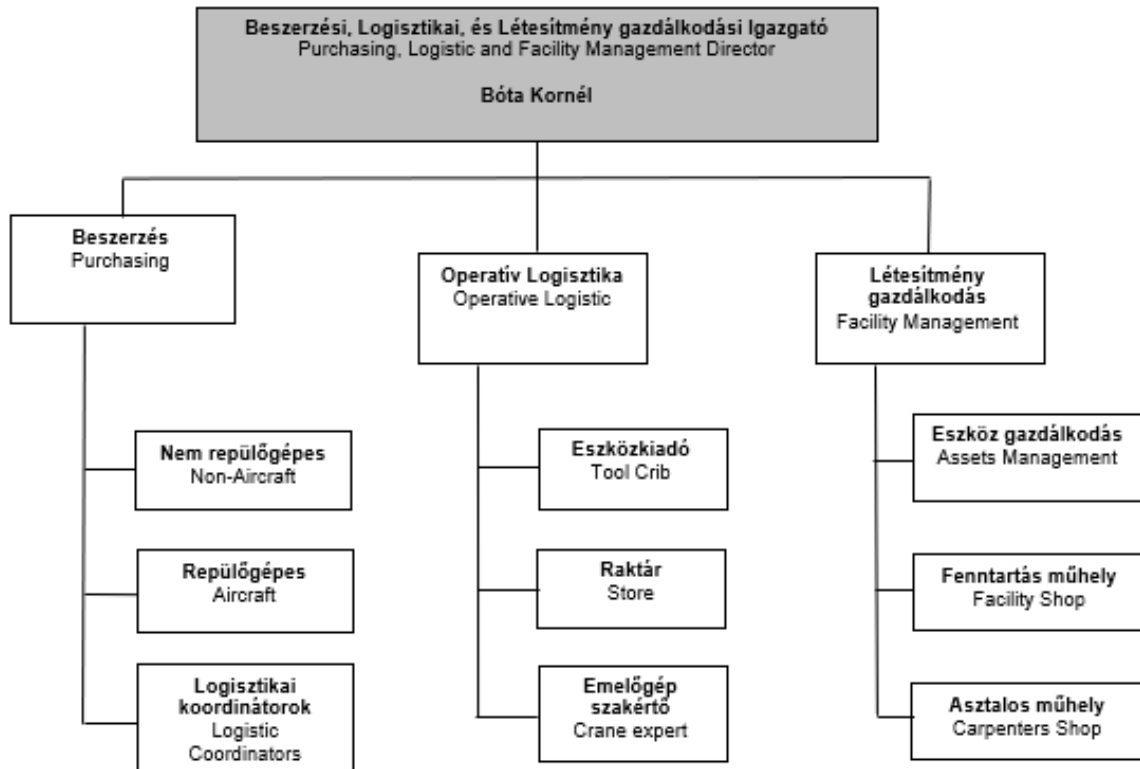 Beszerzési, Logisztikai, és Létesítmény gazdálkodási Igazgató
Purchasing, Logistic and Facility Management Director
Bóta Kornél
Beszerzés
Purchasing
Operatív Logisztika
Operative Logistic
Létesítmény
gazdálkodás
Facility Management
Nem repülőgépes
Non-Aircraft
Repülőgépes
Aircraft
Logisztikai
koordinátorok
Logistic
Coordinators
Eszközkiadó
Tool Crib
Raktár
Store
Emelőgép
szakértő
Crane expert
Eszköz gazdálkodás
Assets Management
Fenntartás műhely
Facility Shop
Asztalos műhely
Carpenters Shop